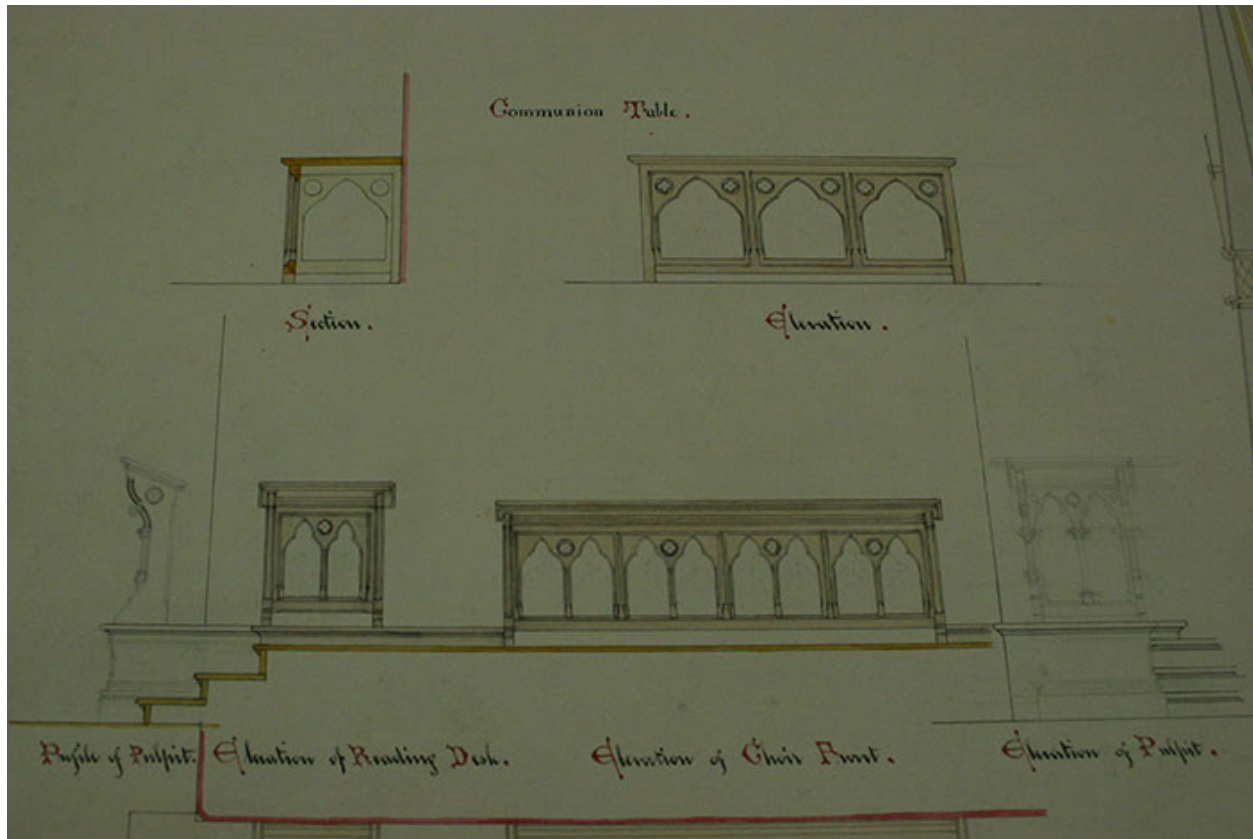 Communion Table.
Section.
Elevation.
Profile of Pulpit.
Elevation of Reading Desk.
Elevation of Choir Front.
Elevation of Pulpit.